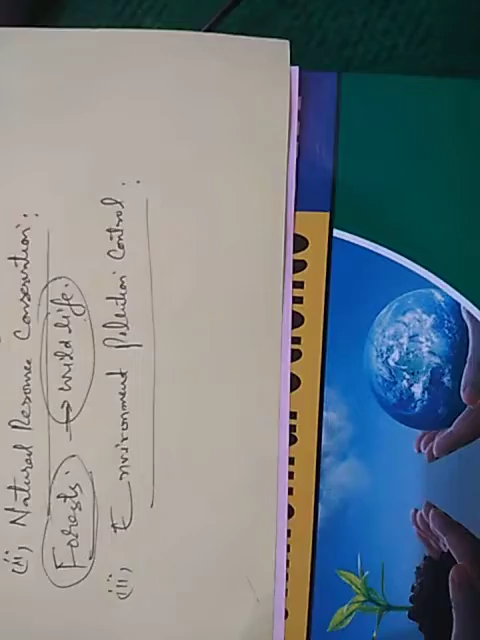 (ii) Natural Resource Conservation:
Forests. → wild life.
(iii) Environment Pollution Control: